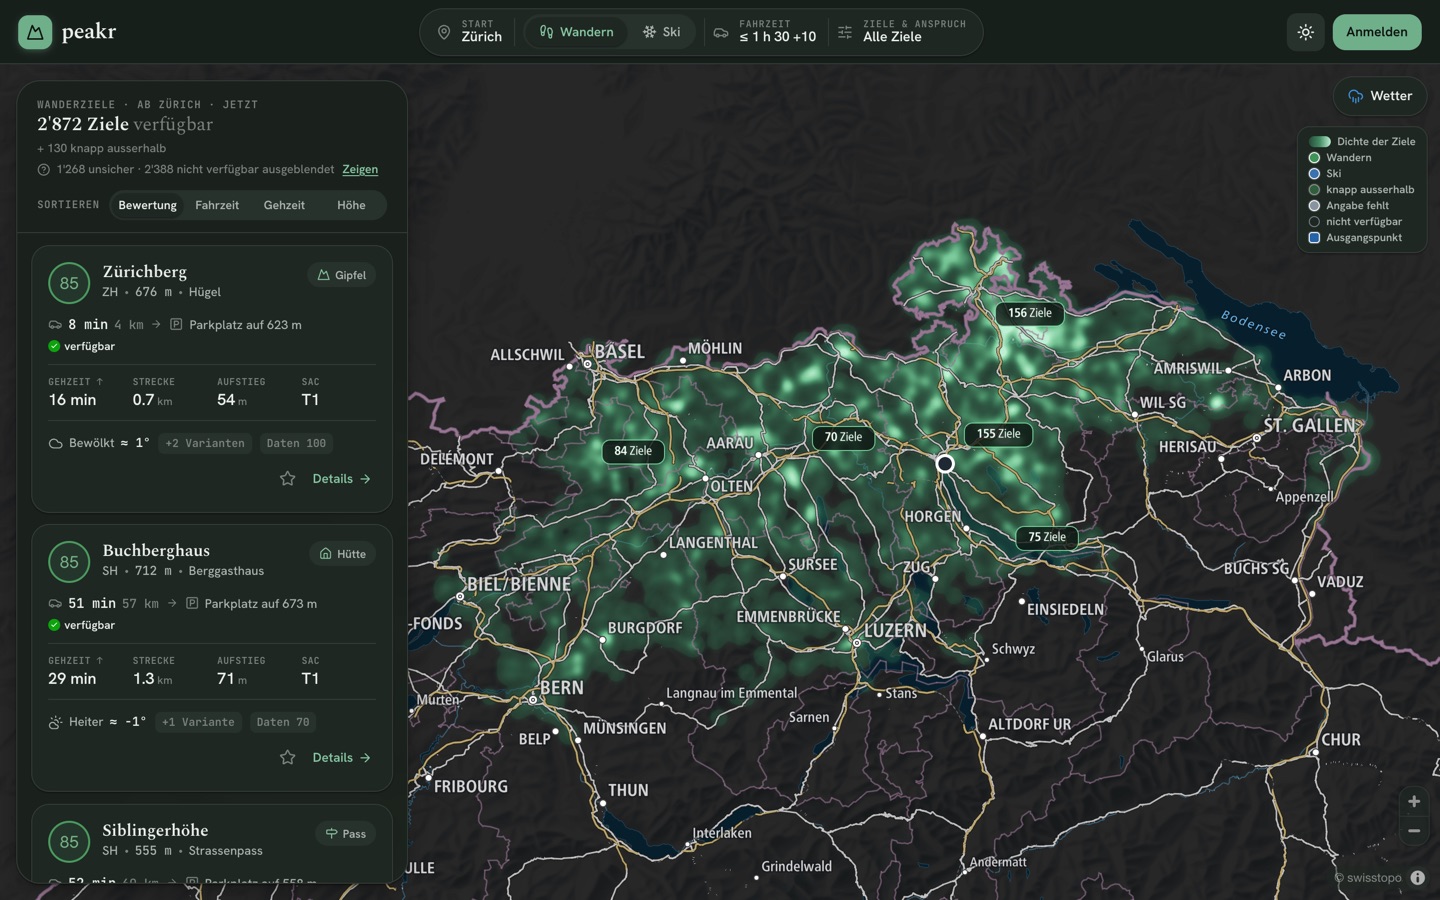 peakr
START
Zürich
Wandern
Ski
FAHRZEIT
≤ 1 h 30 +10
ZIELE & ANSPRUCH
Alle Ziele
Anmelden
WANDERZIELE · AB ZÜRICH · JETZT
2'872 Ziele verfügbar
+ 130 knapp ausserhalb
1'268 unsicher · 2'388 nicht verfügbar ausgeblendet Zeigen
SORTIEREN Bewertung Fahrzeit Gehzeit Höhe
85
Zürichberg
Gipfel
ZH • 676 m • Hügel
8 min 4 km → P Parkplatz auf 623 m
verfügbar
GEHZEIT ↑ STRECKE AUFSTIEG SAC
16 min 0.7 km 54 m T1
Bewölkt ≈ 1° +2 Varianten Daten 100
Details →
85
Buchberghaus
Hütte
SH • 712 m • Berggasthaus
51 min 57 km → P Parkplatz auf 673 m
verfügbar
GEHZEIT ↑ STRECKE AUFSTIEG SAC
29 min 1.3 km 71 m T1
Heiter ≈ -1° +1 Variante Daten 70
Details →
85
Siblingerhöhe
Pass
SH • 555 m • Strassenpass
Wetter
Dichte der Ziele
Wandern
Ski
knapp ausserhalb
Angabe fehlt
nicht verfügbar
Ausgangspunkt
156 Ziele
Bodensee
ALLSCHWIL
BASEL
MÖHLIN
AMRISWIL
ARBON
WIL SG
ST. GALLEN
HERISAU
Appenzell
DELÉMONT
84 Ziele
AARAU
70 Ziele
155 Ziele
OLTEN
HORGEN
75 Ziele
LANGENTHAL
SURSEE
ZUG
BUCHS SG
VADUZ
BIEL/BIENNE
EINSIEDELN
-FONDS
BURGDORF
EMMENBRÜCKE
LUZERN
Schwyz
Glarus
BERN
Langnau im Emmental
Stans
Murten
Sarnen
ALTDORF UR
BELP
MÜNSINGEN
CHUR
FRIBOURG
THUN
Interlaken
ULLE
Grindelwald
Andermatt
© swisstopo